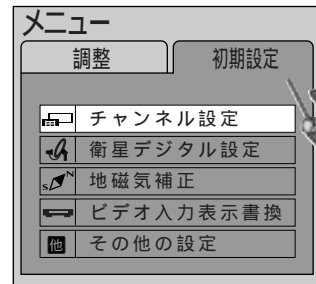 メニュー
調整 初期設定
チャンネル設定
衛星デジタル設定
S N 地磁気補正
ビデオ入力表示書換
他 その他の設定